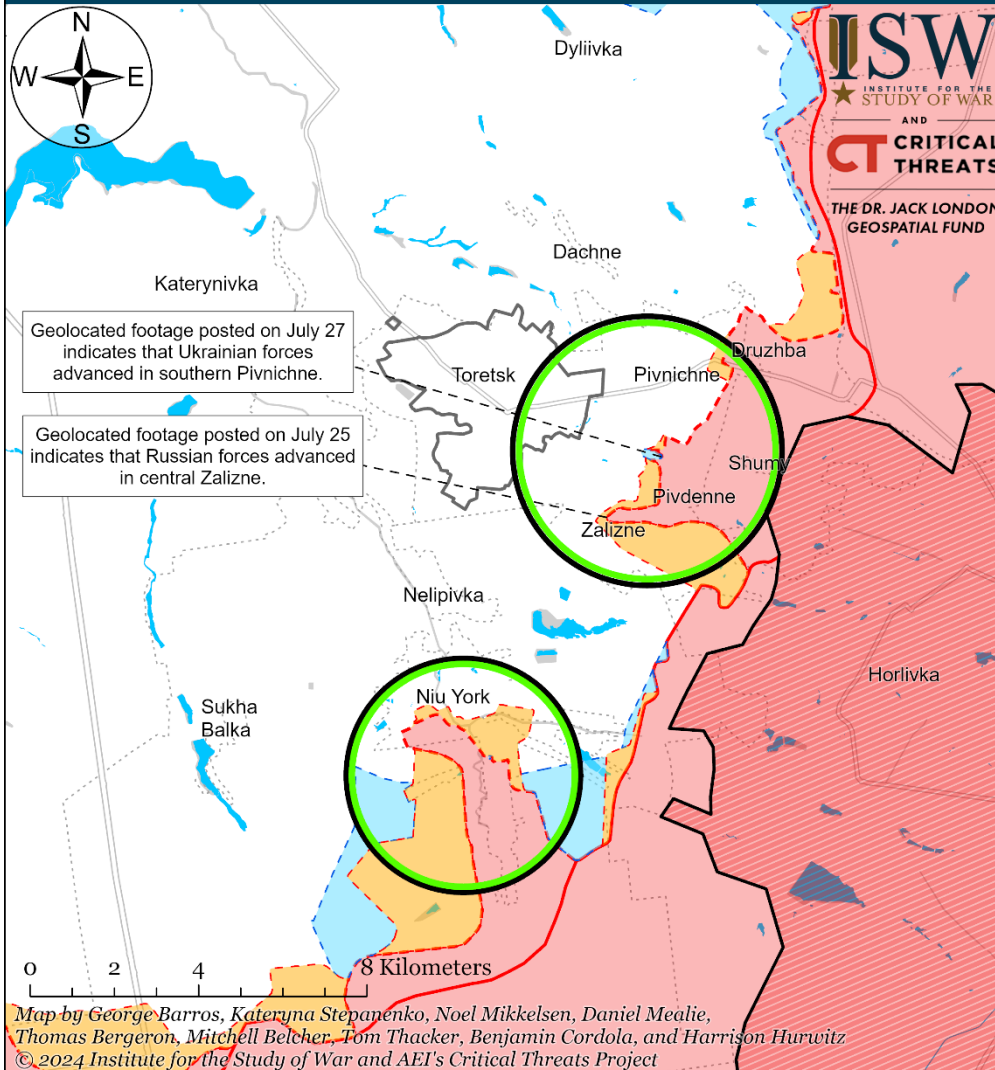 N
W E
S
Dyliivka
ISW
INSTITUTE FOR THE
STUDY OF WAR
AND
CT CRITICAL
THREATS
THE DR. JACK LONDON
GEOSPATIAL FUND
Dachne
Katerynivka
Geolocated footage posted on July 27
indicates that Ukrainian forces
advanced in southern Pivnichne.
Toretsk
Pivnichne
Druzhba
Geolocated footage posted on July 25
indicates that Russian forces advanced
in central Zalizne.
Shumy
Pivdenne
Zalizne
Nelipivka
Horlivka
Niu York
Sukha
Balka
0 2 4 8 Kilometers
Map by George Barros, Kateryna Stepanenko, Noel Mikkelsen, Daniel Mealie,
Thomas Bergeron, Mitchell Belcher, Tom Thacker, Benjamin Cordola, and Harrison Hurwitz
© 2024 Institute for the Study of War and AEI's Critical Threats Project